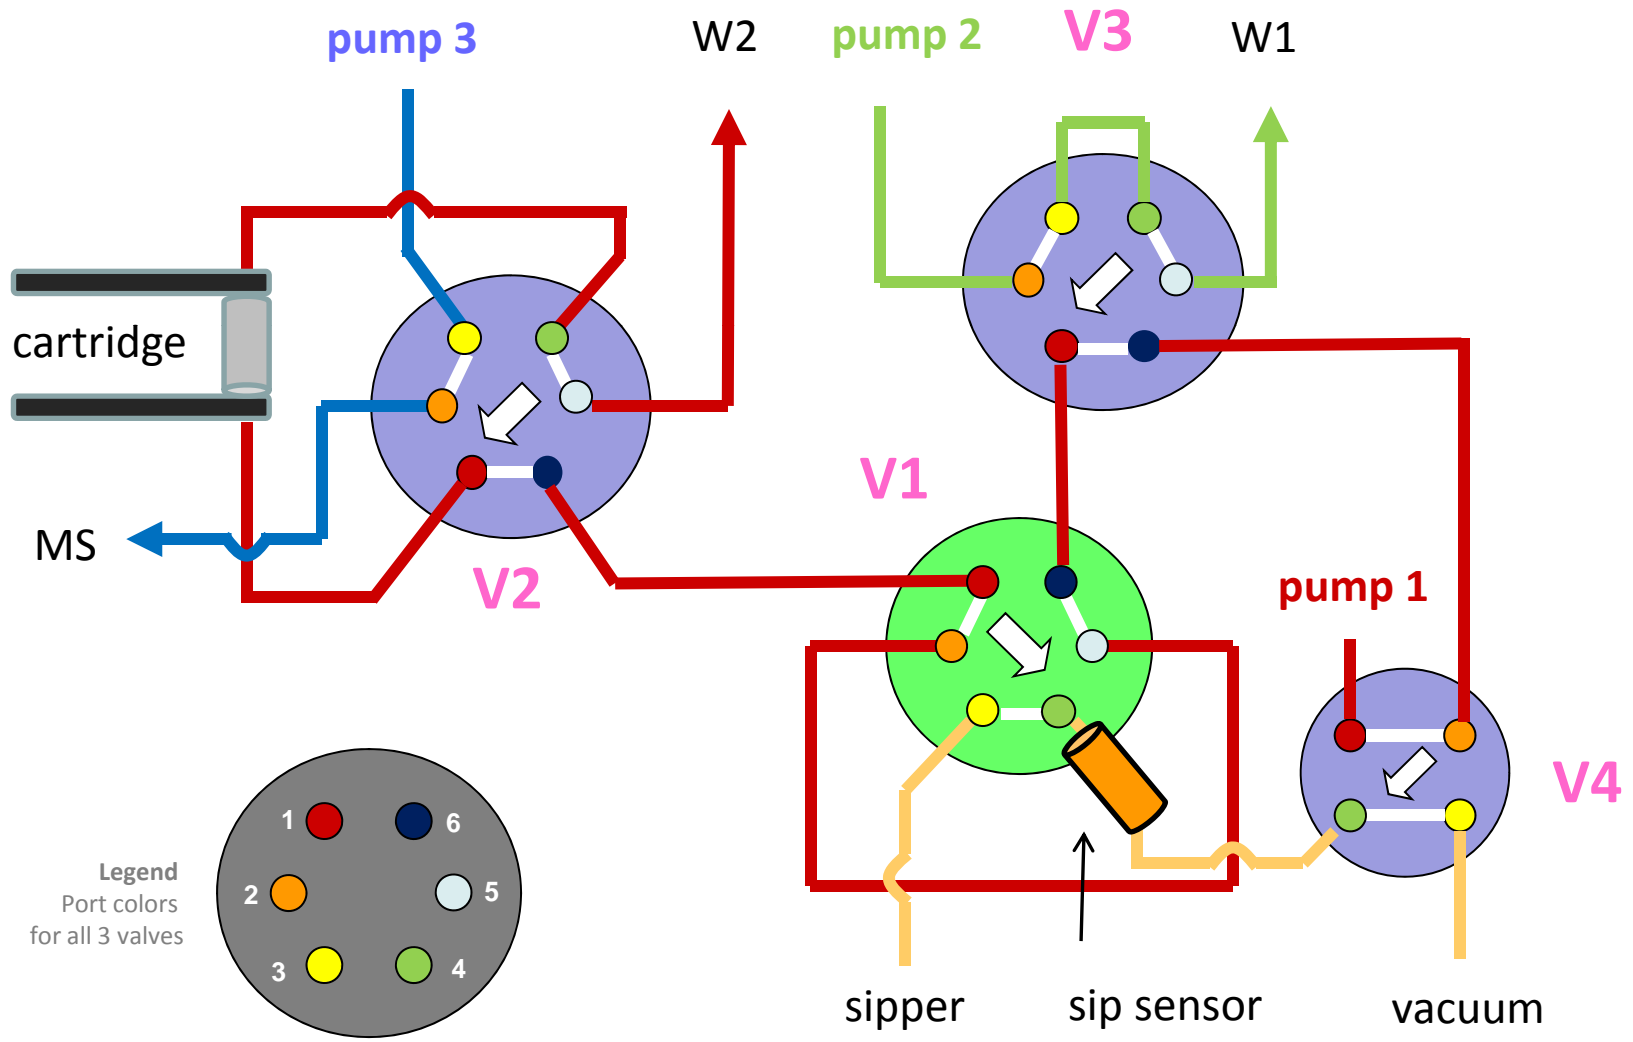 pump 3
W2
pump 2
V3
W1
cartridge
V1
MS
V2
pump 1
V4
1
6
Legend
Port colors
for all 3 valves
2
5
3
4
sipper
sip sensor
vacuum